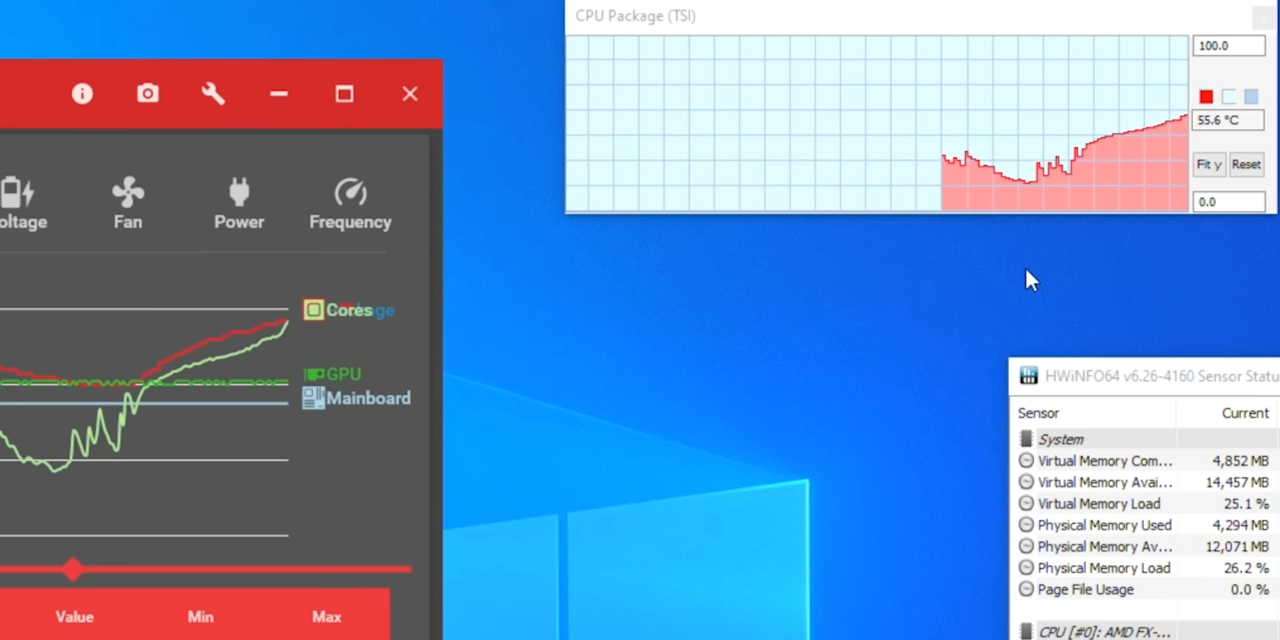 CPU Package (TSI)
100.0
55.6 °C
Fit y
Reset
0.0
oltage
Fan
Power
Frequency
Cores
GPU
Mainboard
Value
Min
Max
HWiNFO64 v6.26-4160 Sensor Statu
Sensor Current
System
Virtual Memory Com... 4,852 MB
Virtual Memory Avai... 14,457 MB
Virtual Memory Load 25.1 %
Physical Memory Used 4,294 MB
Physical Memory Av... 12,071 MB
Physical Memory Load 26.2 %
Page File Usage 0.0 %
CPU [#0]: AMD FX-...